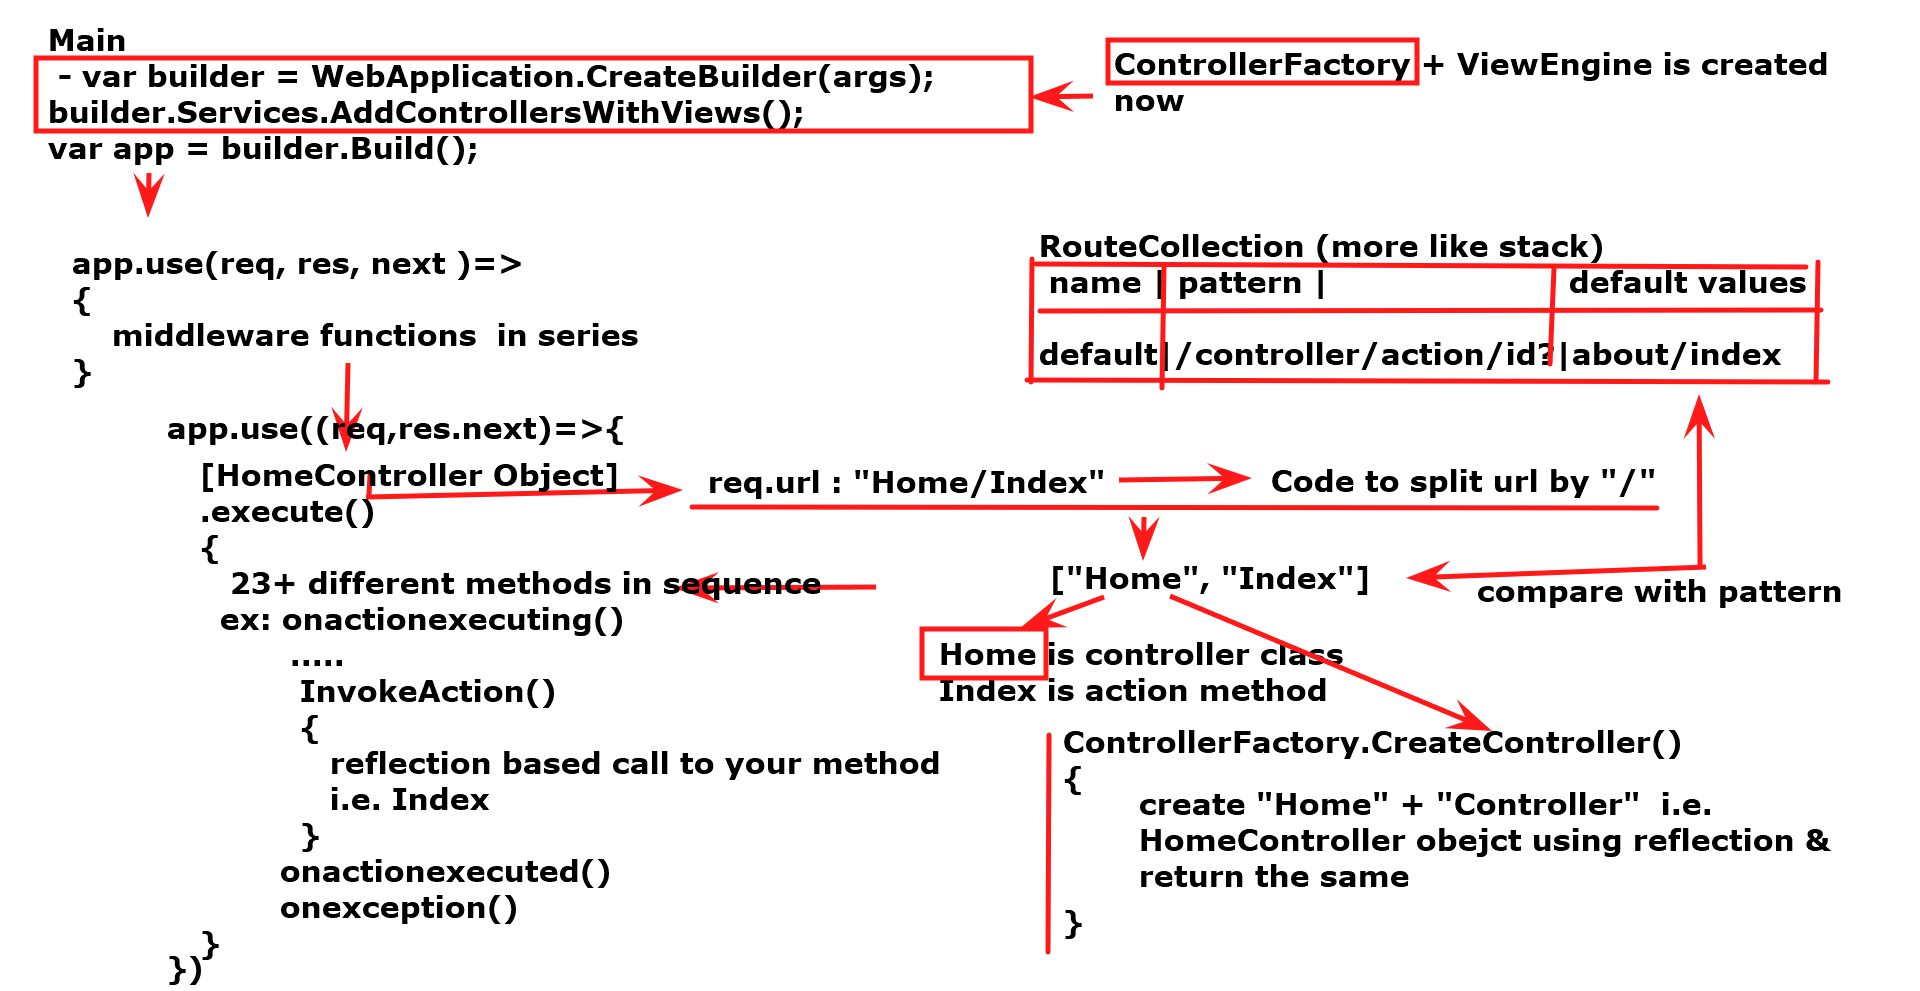 Main
- var builder = WebApplication.CreateBuilder(args);
builder.Services.AddControllersWithViews();
var app = builder.Build();
ControllerFactory + ViewEngine is created
now
app.use(req, res, next )=>
{
middleware functions  in series
}
RouteCollection (more like stack)
name | pattern | default values
default|/controller/action/id?|about/index
app.use((req,res.next)=>{
[HomeController Object]
.execute()
{
23+ different methods in sequence
ex: onactionexecuting()
.....
InvokeAction()
{
reflection based call to your method
i.e. Index
}
onactionexecuted()
onexception()
}
})
req.url : "Home/Index"
Code to split url by "/"
["Home", "Index"]
compare with pattern
Home is controller class
Index is action method
ControllerFactory.CreateController()
{
create "Home" + "Controller"  i.e.
HomeController obejct using reflection &
return the same
}